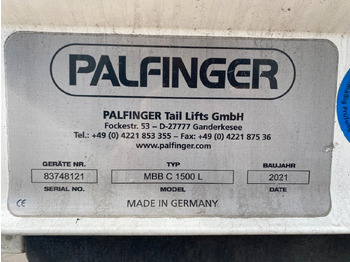 PALFINGER
PALFINGER Tail Lifts GmbH
Fockestr. 53 – D-27777 Ganderkesee
Tel.: +49 (0) 4221 853 355 – Fax: +49 (0) 4221 875 36
www.palfinger.com
GERÄTE NR. TYP BAUJAHR
83748121 MBB C 1500 L 2021
SERIAL NO. MODEL DATE
CE MADE IN GERMANY